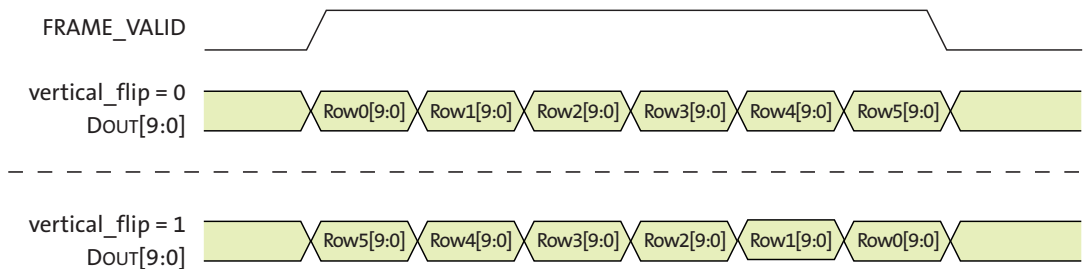 FRAME_VALID
vertical_flip = 0
DOUT[9:0]
Row0[9:0] Row1[9:0] Row2[9:0] Row3[9:0] Row4[9:0] Row5[9:0]
vertical_flip = 1
DOUT[9:0]
Row5[9:0] Row4[9:0] Row3[9:0] Row2[9:0] Row1[9:0] Row0[9:0]